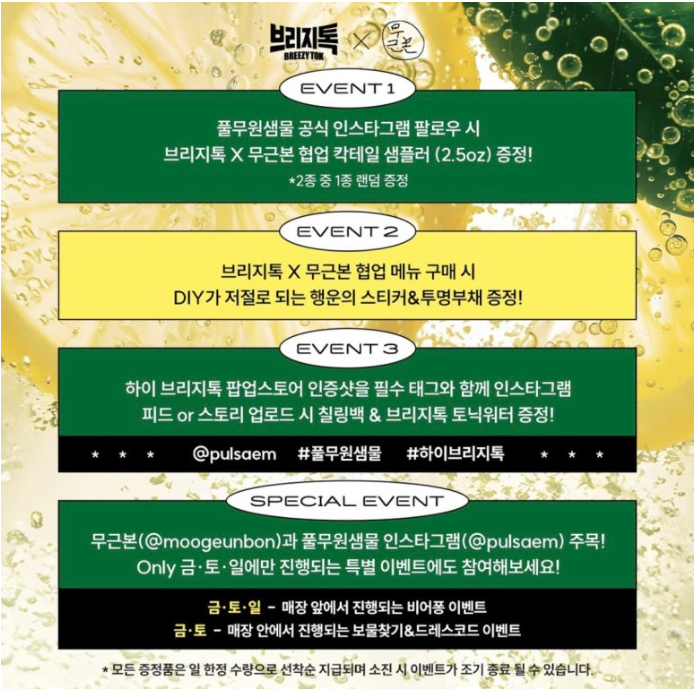 브리지톡 X 무근본
BREEZYTOK
EVENT 1
풀무원샘물 공식 인스타그램 팔로우 시
브리지톡 X 무근본 협업 칵테일 샘플러 (2.5oz) 증정!
*2종 중 1종 랜덤 증정
EVENT 2
브리지톡 X 무근본 협업 메뉴 구매 시
DIY가 저절로 되는 행운의 스티커&투명부채 증정!
EVENT 3
하이 브리지톡 팝업스토어 인증샷을 필수 태그와 함께 인스타그램
피드 or 스토리 업로드 시 칠링백 & 브리지톡 토닉워터 증정!
* * * @pulsaem #풀무원샘물 #하이브리지톡 * * *
SPECIAL EVENT
무근본(@moogeunbon)과 풀무원샘물 인스타그램(@pulsaem) 주목!
Only 금·토·일에만 진행되는 특별 이벤트에도 참여해보세요!
금·토·일 - 매장 앞에서 진행되는 비어퐁 이벤트
금·토 - 매장 안에서 진행되는 보물찾기&드레스코드 이벤트
* 모든 증정품은 일 한정 수량으로 선착순 지급되며 소진 시 이벤트가 조기 종료 될 수 있습니다.